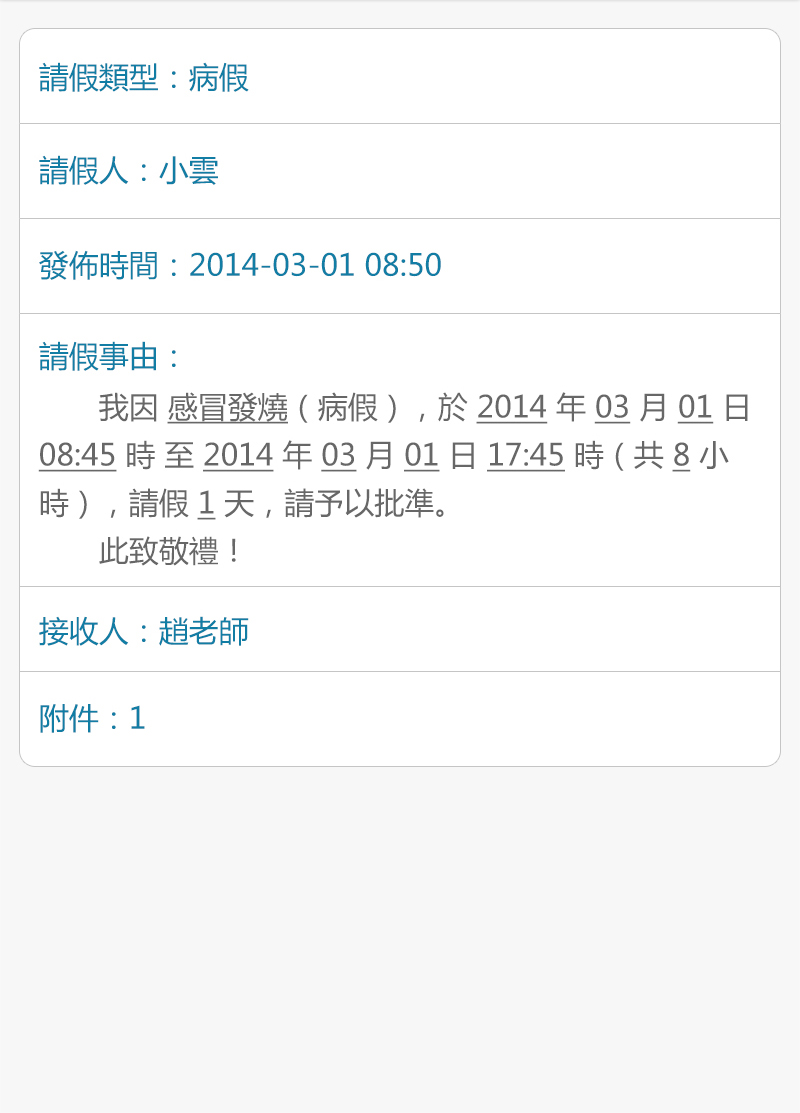 請假類型：病假
請假人：小雲
發佈時間：2014-03-01 08:50
請假事由：
我因 感冒發燒（病假），於 2014 年 03 月 01 日
08:45 時 至 2014 年 03 月 01 日 17:45 時（共 8 小
時），請假 1 天，請予以批準。
此致敬禮！
接收人：趙老師
附件：1